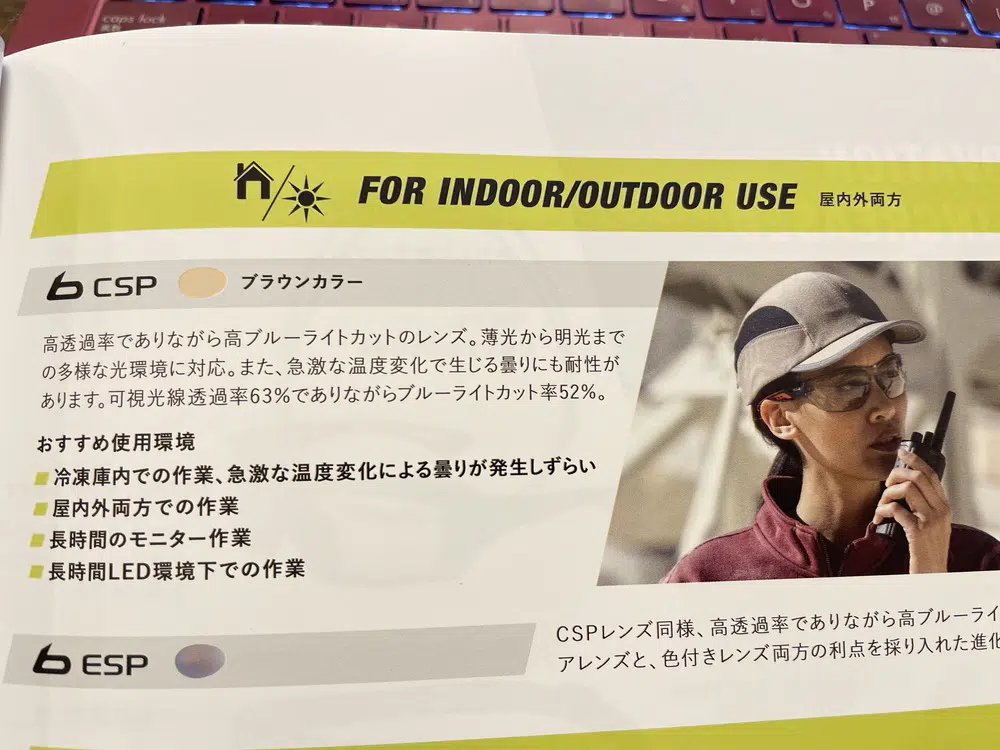 caps lock
P
@
FOR INDOOR/OUTDOOR USE 屋内外両方
b CSP ブラウンカラー
高透過率でありながら高ブルーライトカットのレンズ。薄光から明光まで
の多様な光環境に対応。また、急激な温度変化で生じる曇りにも耐性が
あります。可視光線透過率63%でありながらブルーライトカット率52%。
おすすめ使用環境
冷凍庫内での作業、急激な温度変化による曇りが発生しずらい
屋内外両方での作業
長時間のモニター作業
長時間LED環境下での作業
b ESP
CSPレンズ同様、高透過率でありながら高ブルーライ
アレンズと、色付きレンズ両方の利点を採り入れた進化